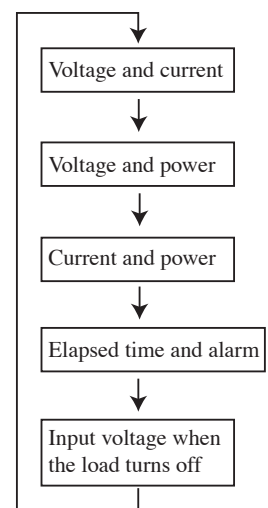 Voltage and current
Voltage and power
Current and power
Elapsed time and alarm
Input voltage when
the load turns off